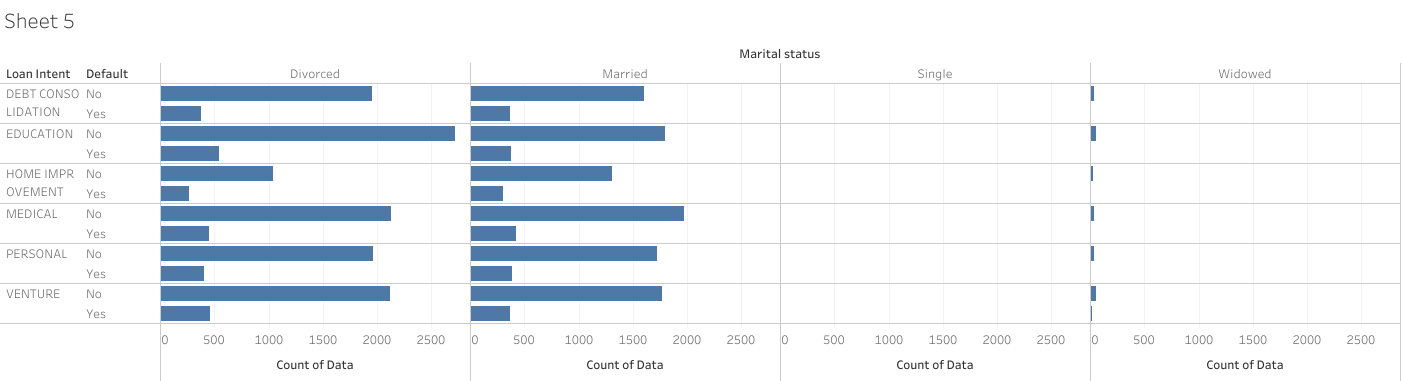 Sheet 5
Marital status
Loan Intent Default Divorced Married Single Widowed
DEBT CONSO No
LIDATION Yes
EDUCATION No
Yes
HOME IMPR No
OVEMENT Yes
MEDICAL No
Yes
PERSONAL No
Yes
VENTURE No
Yes
0 500 1000 1500 2000 2500 0 500 1000 1500 2000 2500 0 500 1000 1500 2000 2500 0 500 1000 1500 2000 2500
Count of Data Count of Data Count of Data Count of Data